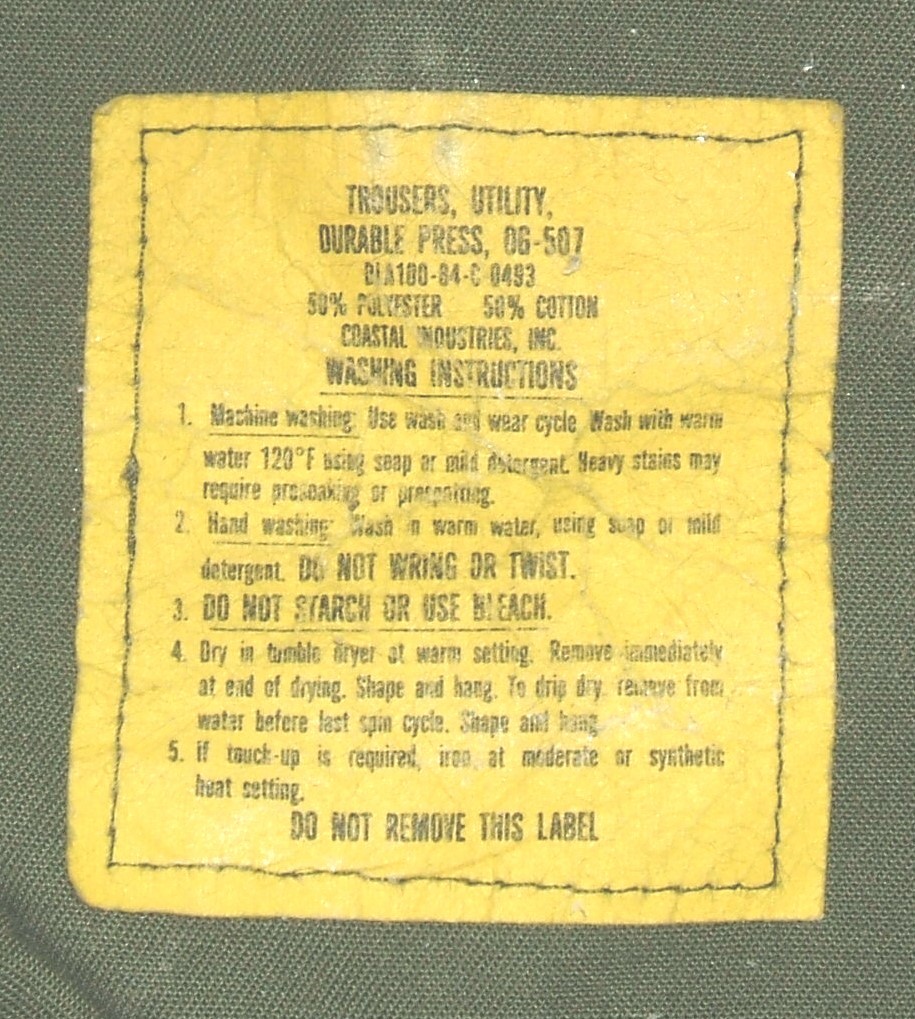 TROUSERS, UTILITY,
DURABLE PRESS, OG-507
DLA100-84-C-0493
50% POLYESTER 50% COTTON
COASTAL INDUSTRIES, INC.
WASHING INSTRUCTIONS
1. Machine washing: Use wash and wear cycle. Wash with warm
water 120°F using soap or mild detergent. Heavy stains may
require presoaking or prespotting.
2. Hand washing: Wash in warm water, using soap or mild
detergent. DO NOT WRING OR TWIST.
3. DO NOT STARCH OR USE BLEACH.
4. Dry in tumble dryer at warm setting. Remove immediately
at end of drying. Shape and hang. To drip dry, remove from
water before last spin cycle. Shape and hang.
5. If touch-up is required, iron at moderate or synthetic
heat setting.
DO NOT REMOVE THIS LABEL